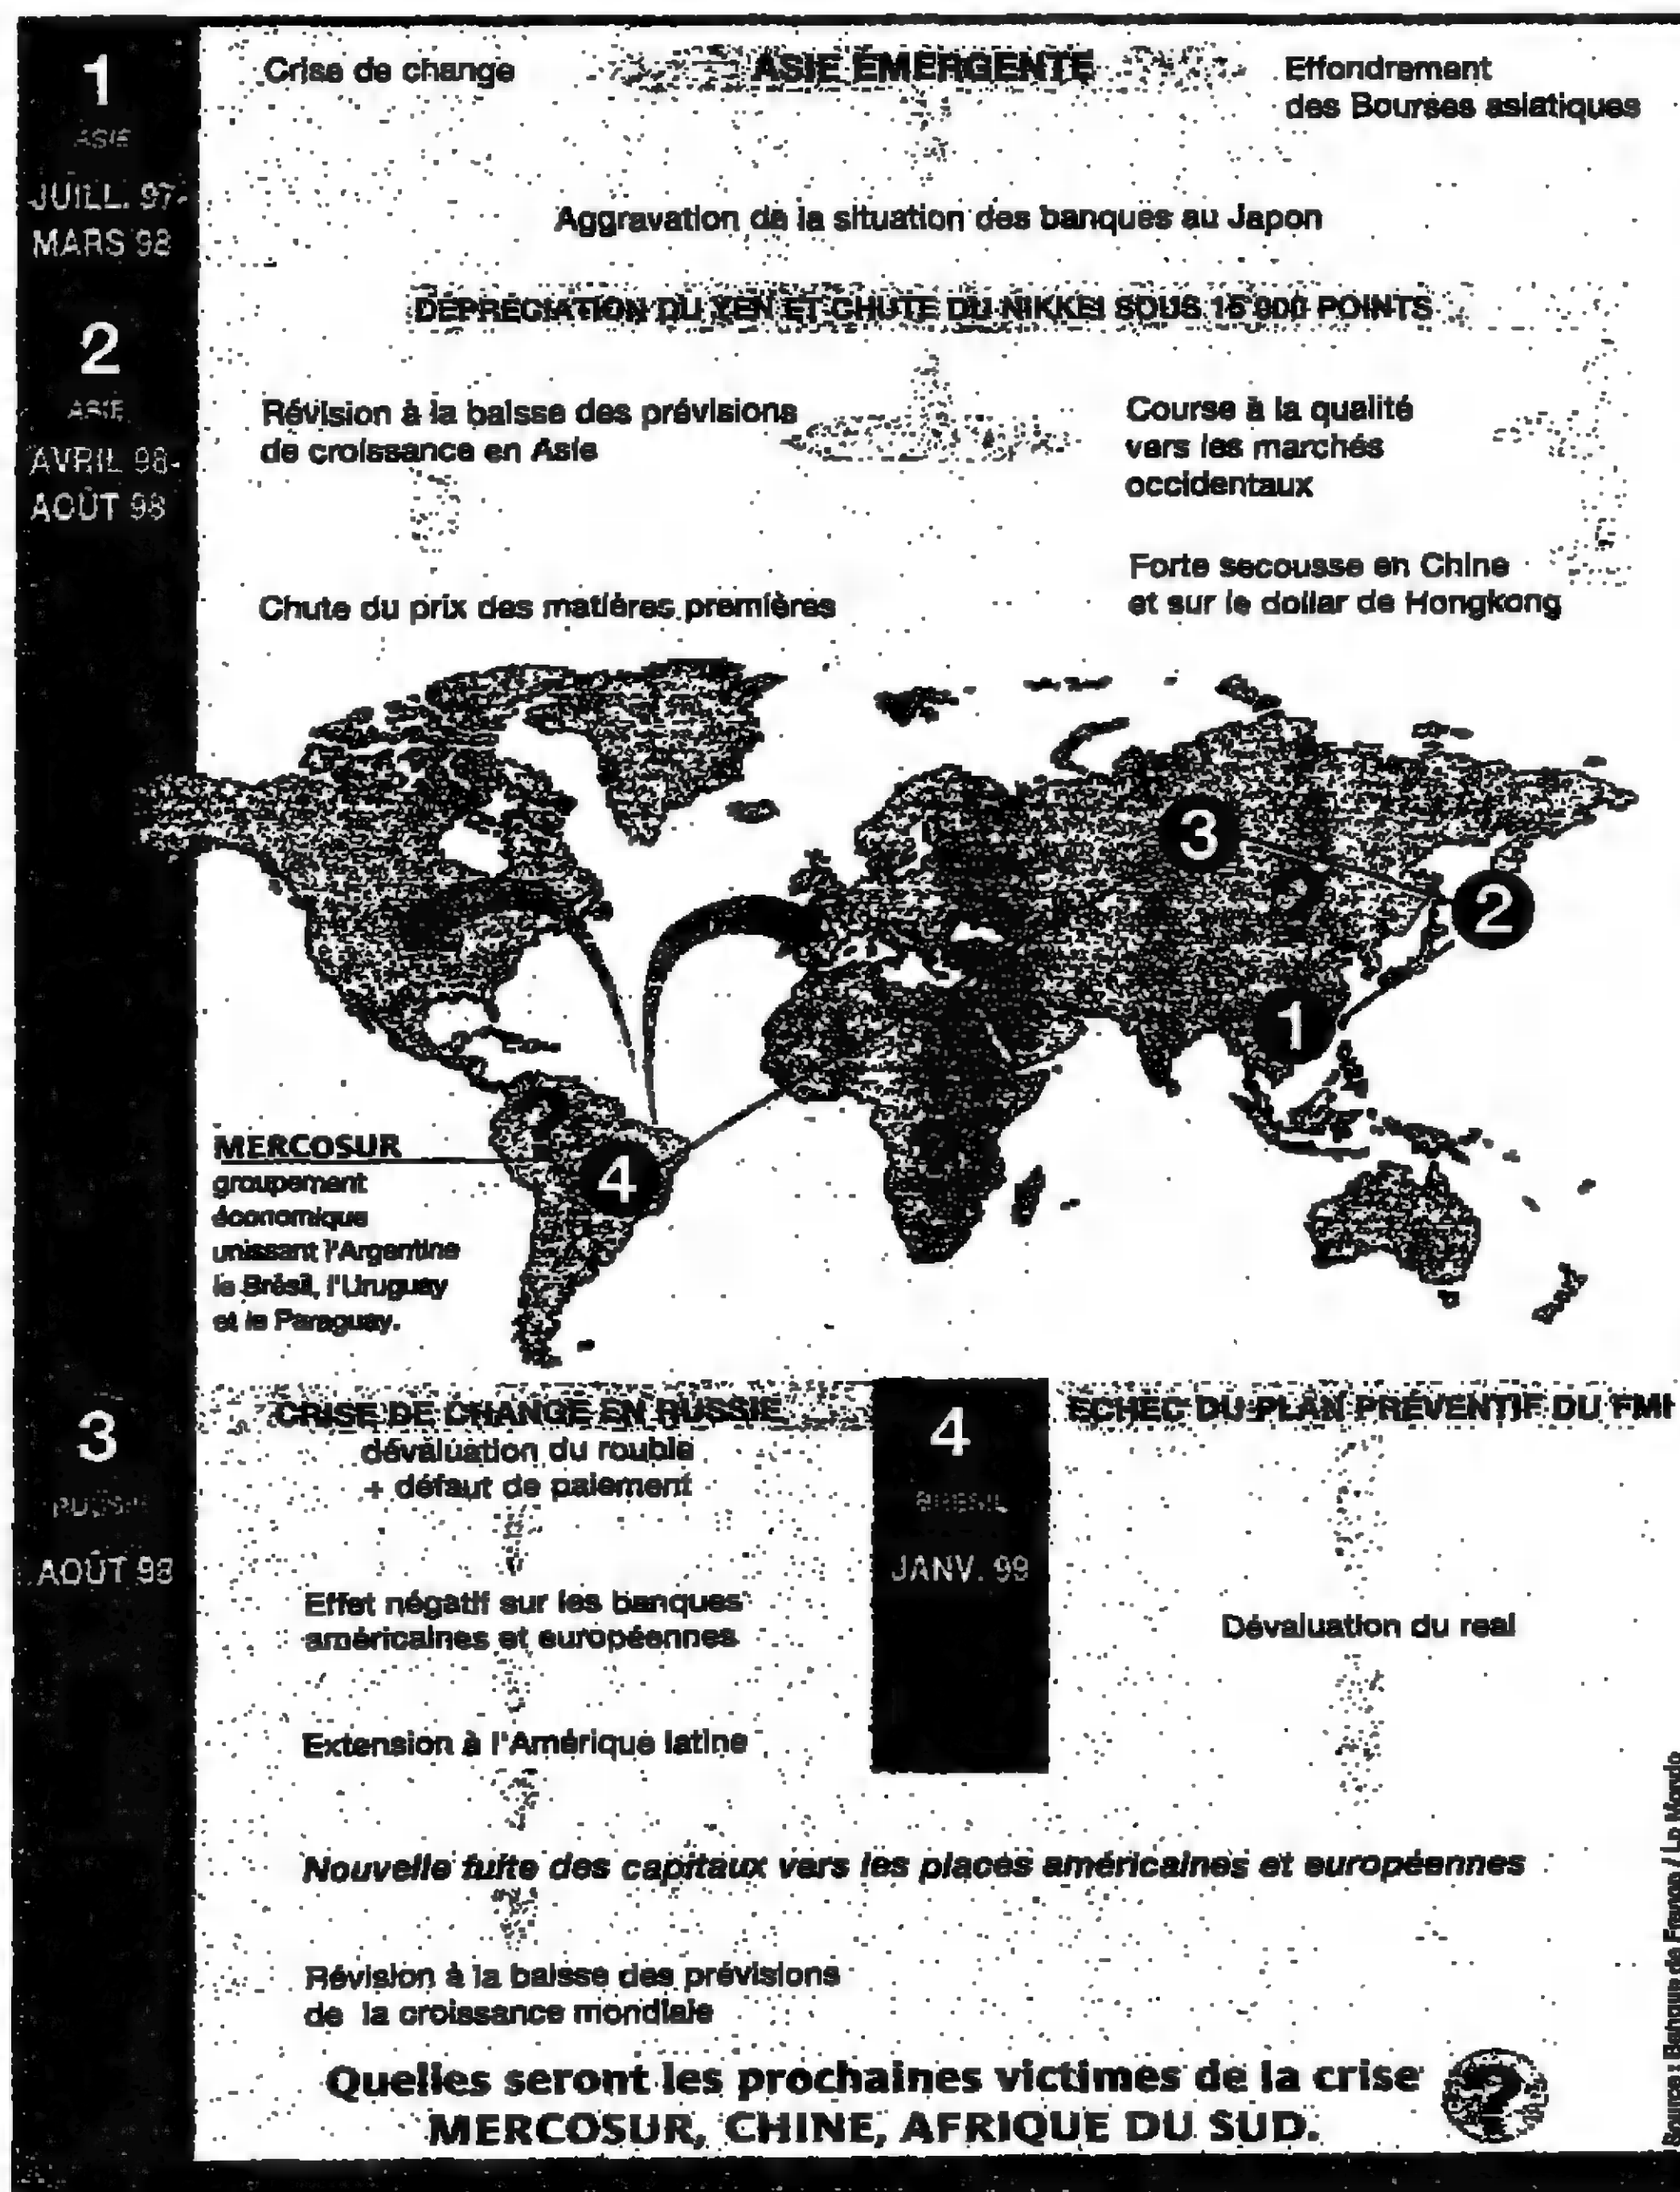 1
ASIE
JUILL. 97-
MARS 98
Crise de change
ASIE ÉMERGENTE
Effondrement
des Bourses asiatiques
Aggravation de la situation des banques au Japon
DÉPRÉCIATION DU YEN ET CHUTE DU NIKKEI SOUS POINTS
2
ASIE
AVRIL 98-
AOÛT 98
Révision à la baisse des prévisions
de croissance en Asie
Course à la qualité
vers les marchés
occidentaux
Chute du prix des matières premières
Forte secousse en Chine
et sur le dollar de Hongkong
3
2
?
1
?
4
?
MERCOSUR
groupement
économique
unissant l'Argentine
le Brésil, l'Uruguay
et le Paraguay.
3
RUSSIE
AOÛT 98
CRISE DE CHANGE EN RUSSIE
dévaluation du rouble
+ défaut de paiement
Effet négatif sur les banques
américaines et européennes
Extension à l'Amérique latine
4
BRÉSIL
JANV. 99
ÉCHEC DU PLAN PRÉVENTIF DU FMI
Dévaluation du real
Nouvelle fuite des capitaux vers les places américaines et européennes
Révision à la baisse des prévisions
de la croissance mondiale
Quelles seront les prochaines victimes de la crise
MERCOSUR, CHINE, AFRIQUE DU SUD.
?
Source : Banque de France / Le Monde